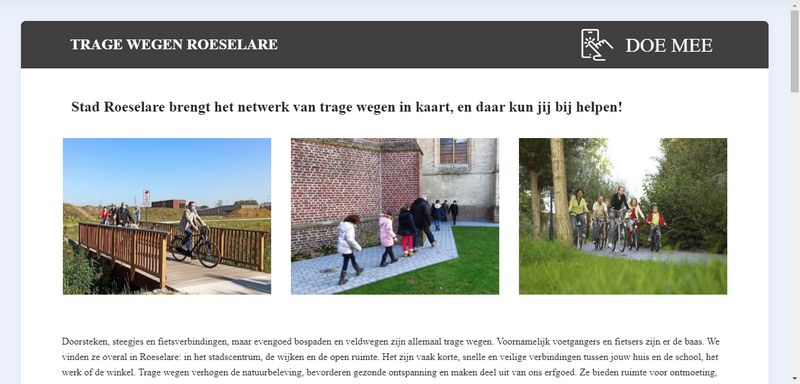 TRAGE WEGEN ROESELARE
DOE MEE
Stad Roeselare brengt het netwerk van trage wegen in kaart, en daar kun jij bij helpen!
Doorsteken, steegjes en fietsverbindingen, maar evengoed bospaden en veldwegen zijn allemaal trage wegen. Voornamelijk voetgangers en fietsers zijn er de baas. We
vinden ze overal in Roeselare: in het stadscentrum, de wijken en de open ruimte. Het zijn vaak korte, snelle en veilige verbindingen tussen jouw huis en de school, het
werk of de winkel. Trage wegen verhogen de natuurbeleving, bevorderen gezonde ontspanning en maken deel uit van ons erfgoed. Ze bieden ruimte voor ontmoeting,